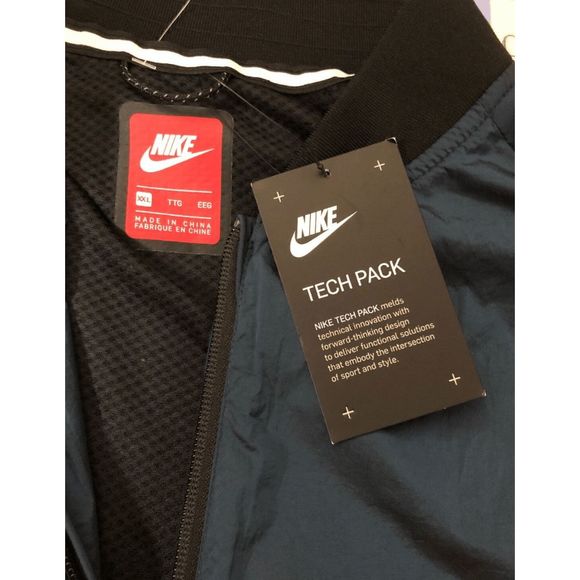 NIKE
XXL TTG EEG
MADE IN CHINA
FABRIQUE EN CHINE
NIKE
TECH PACK
NIKE TECH PACK melds
technical innovation with
forward-thinking design
to deliver functional solutions
that embody the intersection
of sport and style.